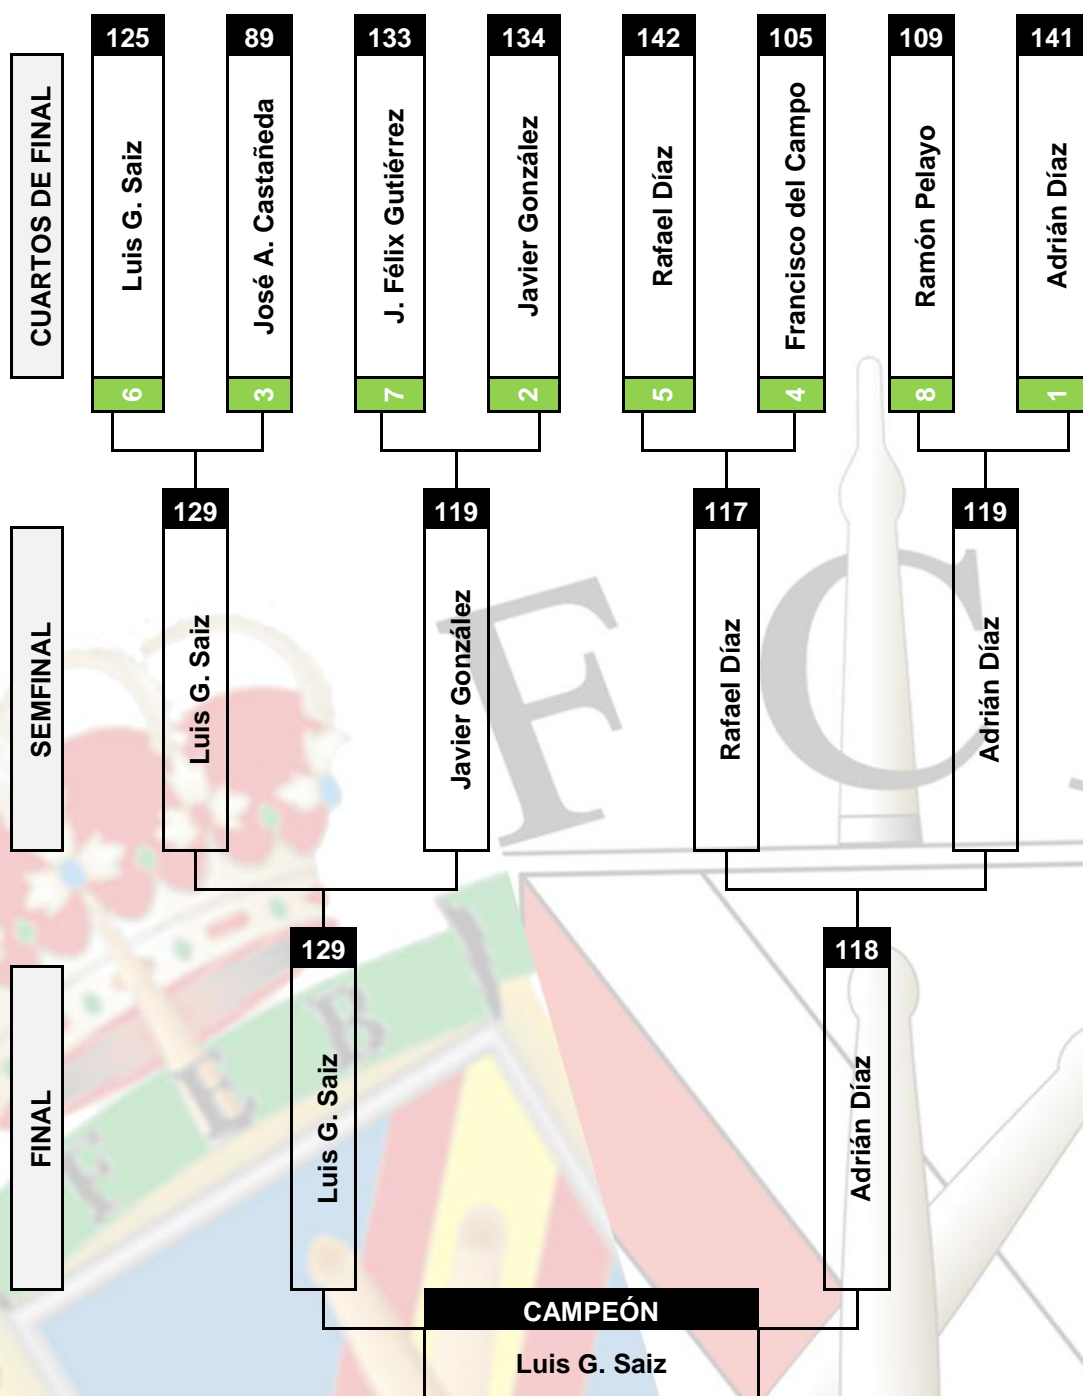 125 89 133 134 142 105 109 141
CUARTOS DE FINAL
Luis G. Saiz
José A. Castañeda
J. Félix Gutiérrez
Javier González
Rafael Díaz
Francisco del Campo
Ramón Pelayo
Adrián Díaz
6 3 7 2 5 4 8 1
129 119 117 119
SEMFINAL
Luis G. Saiz
Javier González
Rafael Díaz
Adrián Díaz
F C
129 118
FINAL
Luis G. Saiz
Adrián Díaz
F E B
CAMPEÓN
Luis G. Saiz